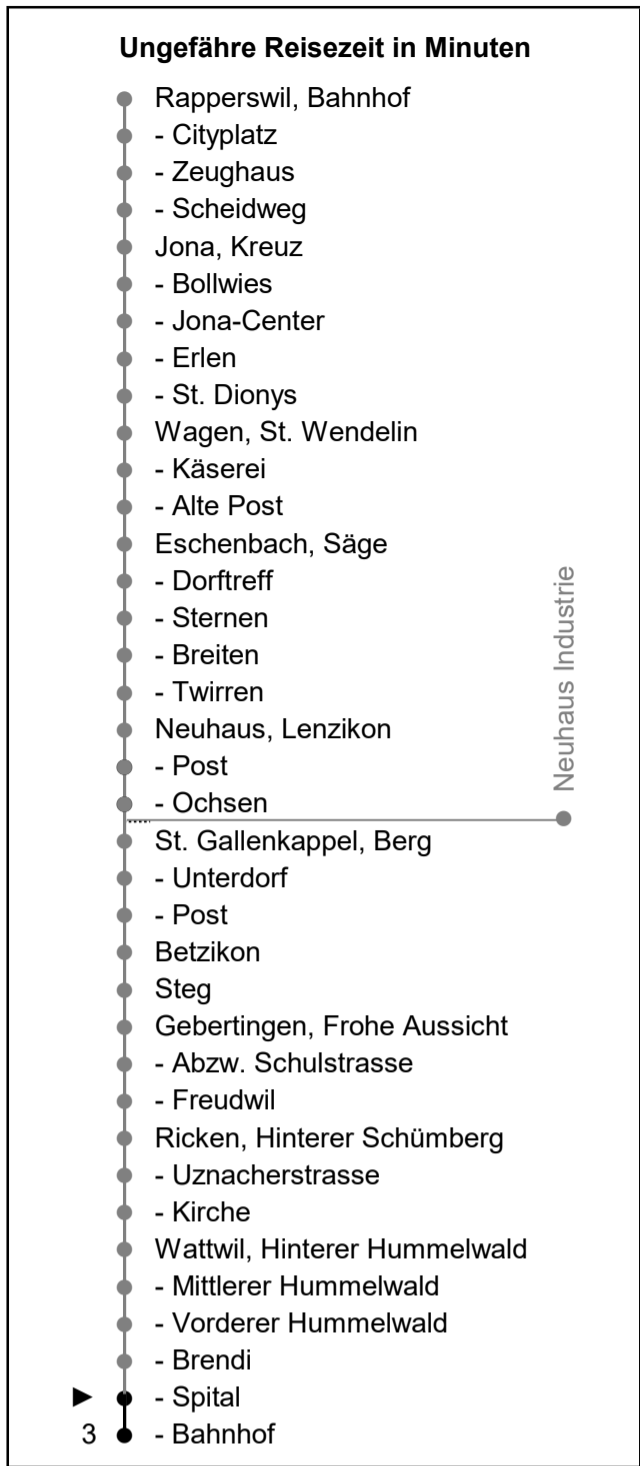 Ungefähre Reisezeit in Minuten
Rapperswil, Bahnhof
- Cityplatz
- Zeughaus
- Scheidweg
Jona, Kreuz
- Bollwies
- Jona-Center
- Erlen
- St. Dionys
Wagen, St. Wendelin
- Käserei
- Alte Post
Eschenbach, Säge
- Dorftreff
- Sternen
- Breiten
- Twirren
Neuhaus, Lenzikon
- Post
- Ochsen
Neuhaus Industrie
St. Gallenkappel, Berg
- Unterdorf
- Post
Betzikon
Steg
Gebertingen, Frohe Aussicht
- Abzw. Schulstrasse
- Freudwil
Ricken, Hinterer Schümberg
- Uznacherstrasse
- Kirche
Wattwil, Hinterer Hummelwald
- Mittlerer Hummelwald
- Vorderer Hummelwald
- Brendi
- Spital
3 - Bahnhof